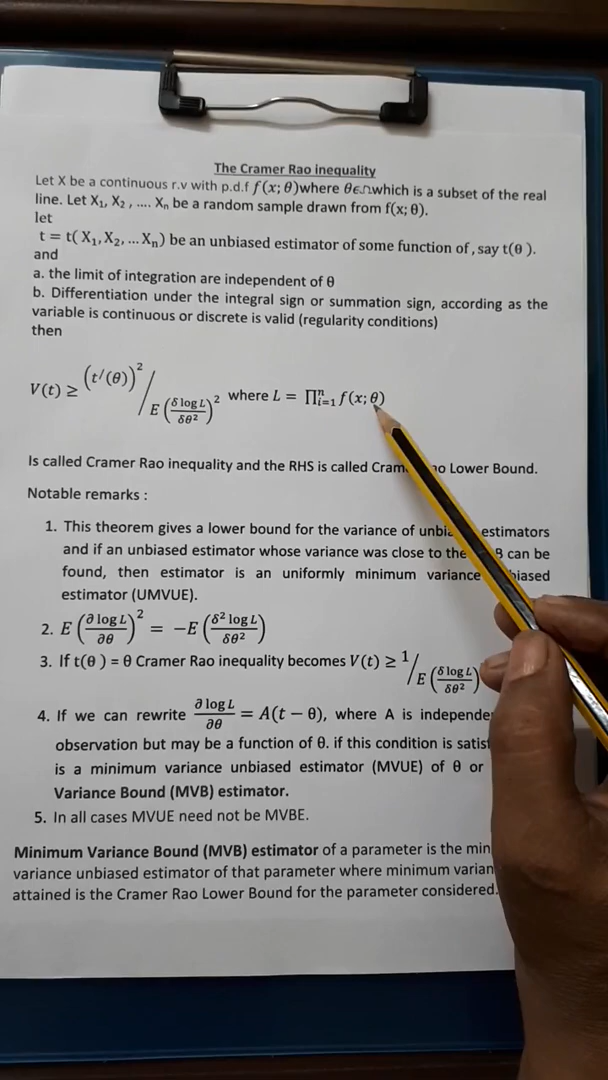 The Cramer Rao inequality
Let X be a continuous r.v with p.d.f f(x; θ)where θϵ𝛺which is a subset of the real
line. Let X₁, X₂ , .... Xₙ be a random sample drawn from f(x; θ).
let
t = t( X₁, X₂, ... Xₙ) be an unbiased estimator of some function of , say t(θ ).
and
a. the limit of integration are independent of θ
b. Differentiation under the integral sign or summation sign, according as the
variable is continuous or discrete is valid (regularity conditions)
then
V(t) ≥ (t′(θ))² / E (δ log L / δθ²)² where L = ∏ⁿᵢ₌₁ f(x; θ)
Is called Cramer Rao inequality and the RHS is called Lower Bound.
Notable remarks :
1. This theorem gives a lower bound for the variance of estimators
and if an unbiased estimator whose variance was close to the can be
found, then estimator is an uniformly minimum variance
estimator (UMVUE).
2. E (∂ log L / ∂θ)² = −E (δ² log L / δθ²)
3. If t(θ ) = θ Cramer Rao inequality becomes V(t) ≥ 1 / E (δ log L / δθ²)
4. If we can rewrite ∂ log L / ∂θ = A(t − θ), where A is
observation but may be a function of θ. if this condition is
is a minimum variance unbiased estimator (MVUE) of θ or
Variance Bound (MVB) estimator.
5. In all cases MVUE need not be MVBE.
Minimum Variance Bound (MVB) estimator of a parameter is the
variance unbiased estimator of that parameter where minimum
attained is the Cramer Rao Lower Bound for the parameter considered.